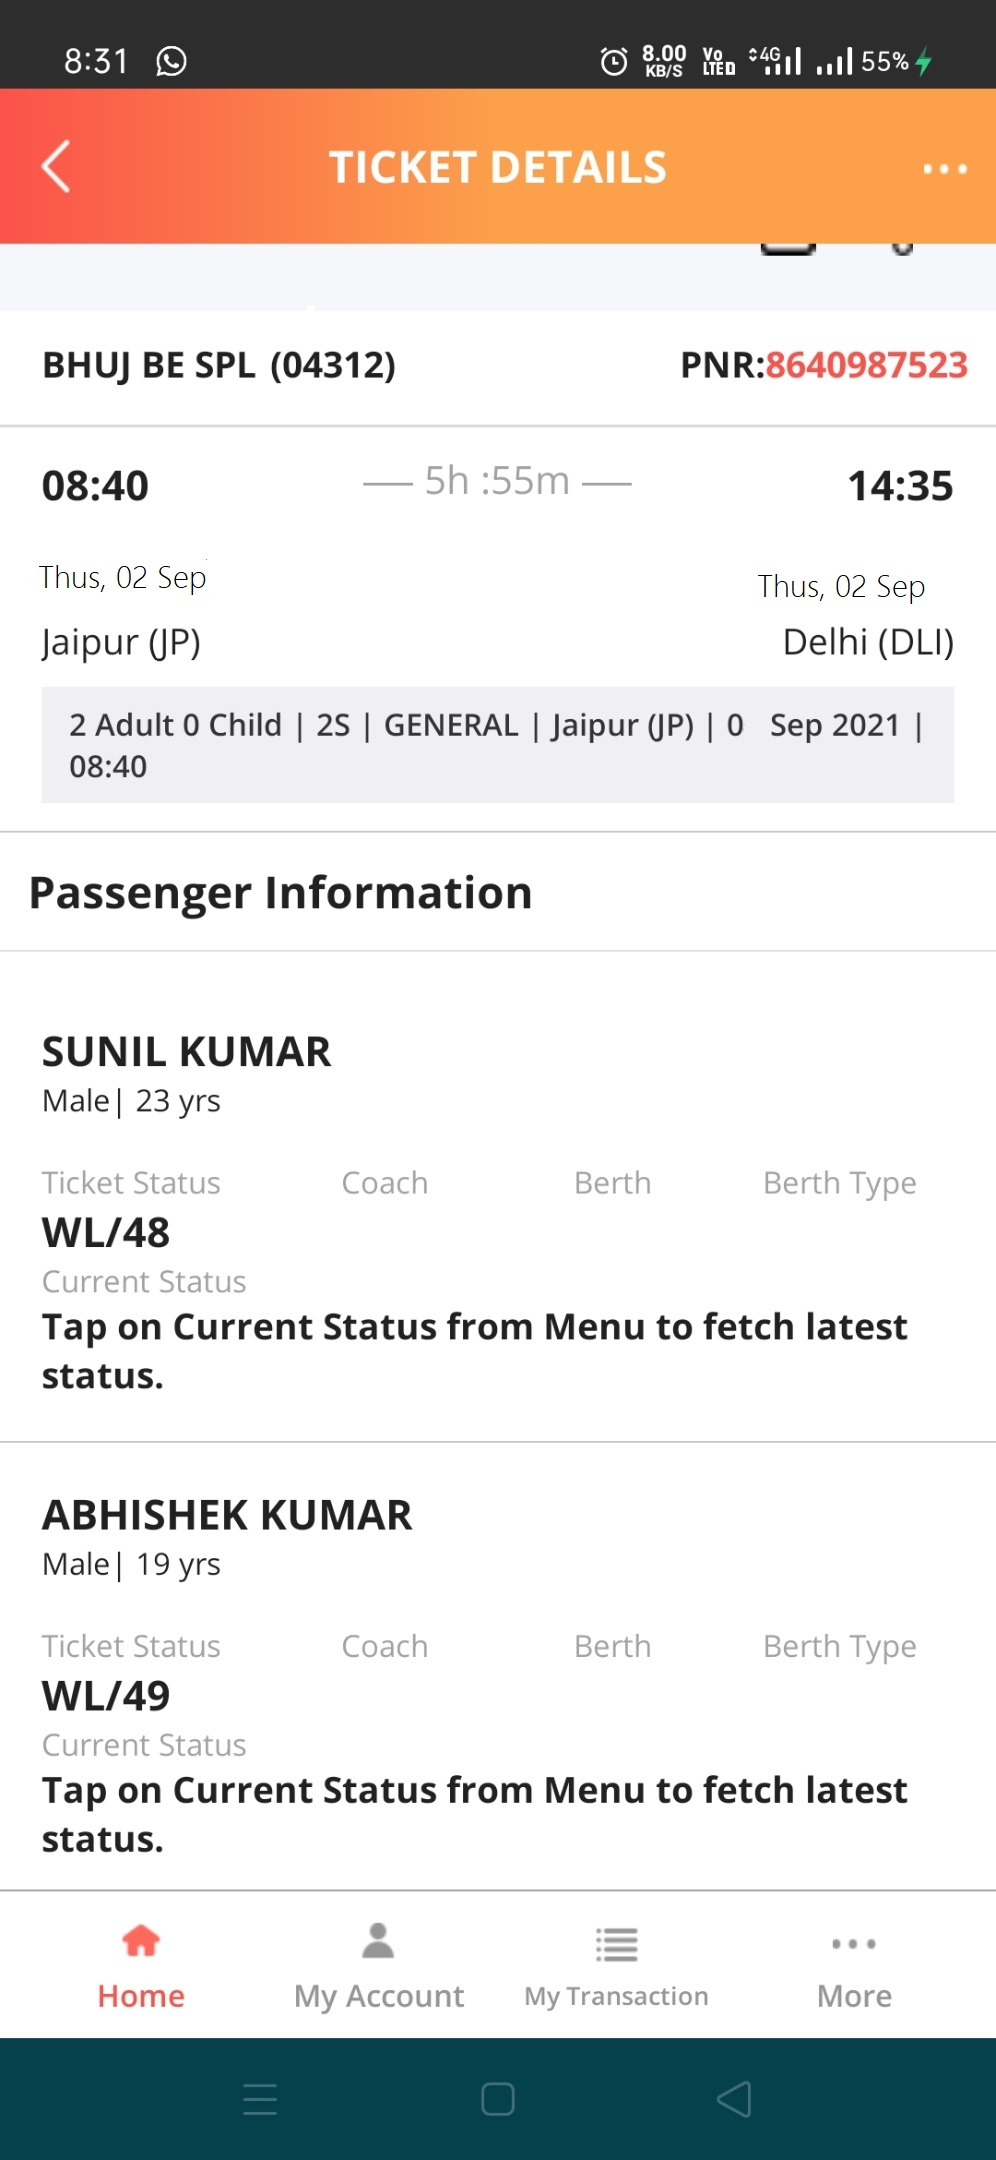 8:31 8.00 KB/S Vo LTED 4G 55%
TICKET DETAILS
BHUJ BE SPL (04312) PNR:8640987523
08:40 5h :55m 14:35
Thus, 02 Sep Thus, 02 Sep
Jaipur (JP) Delhi (DLI)
2 Adult 0 Child | 2S | GENERAL | Jaipur (JP) | 0 Sep 2021 |
08:40
Passenger Information
SUNIL KUMAR
Male| 23 yrs
Ticket Status Coach Berth Berth Type
WL/48
Current Status
Tap on Current Status from Menu to fetch latest
status.
ABHISHEK KUMAR
Male| 19 yrs
Ticket Status Coach Berth Berth Type
WL/49
Current Status
Tap on Current Status from Menu to fetch latest
status.
Home My Account My Transaction More